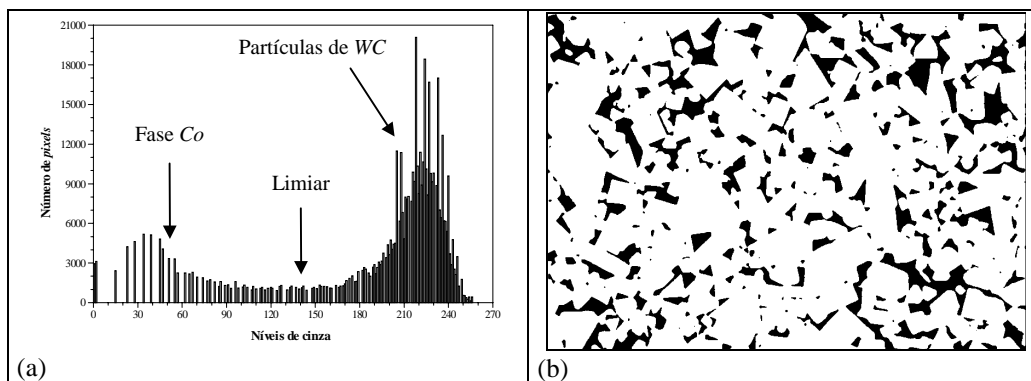 21000
18000
15000
12000
9000
6000
3000
0
Número de pixels
Partículas de WC
Fase Co
Limiar
0 30 60 90 120 150 180 210 240 270
Níveis de cinza
(a)
(b)